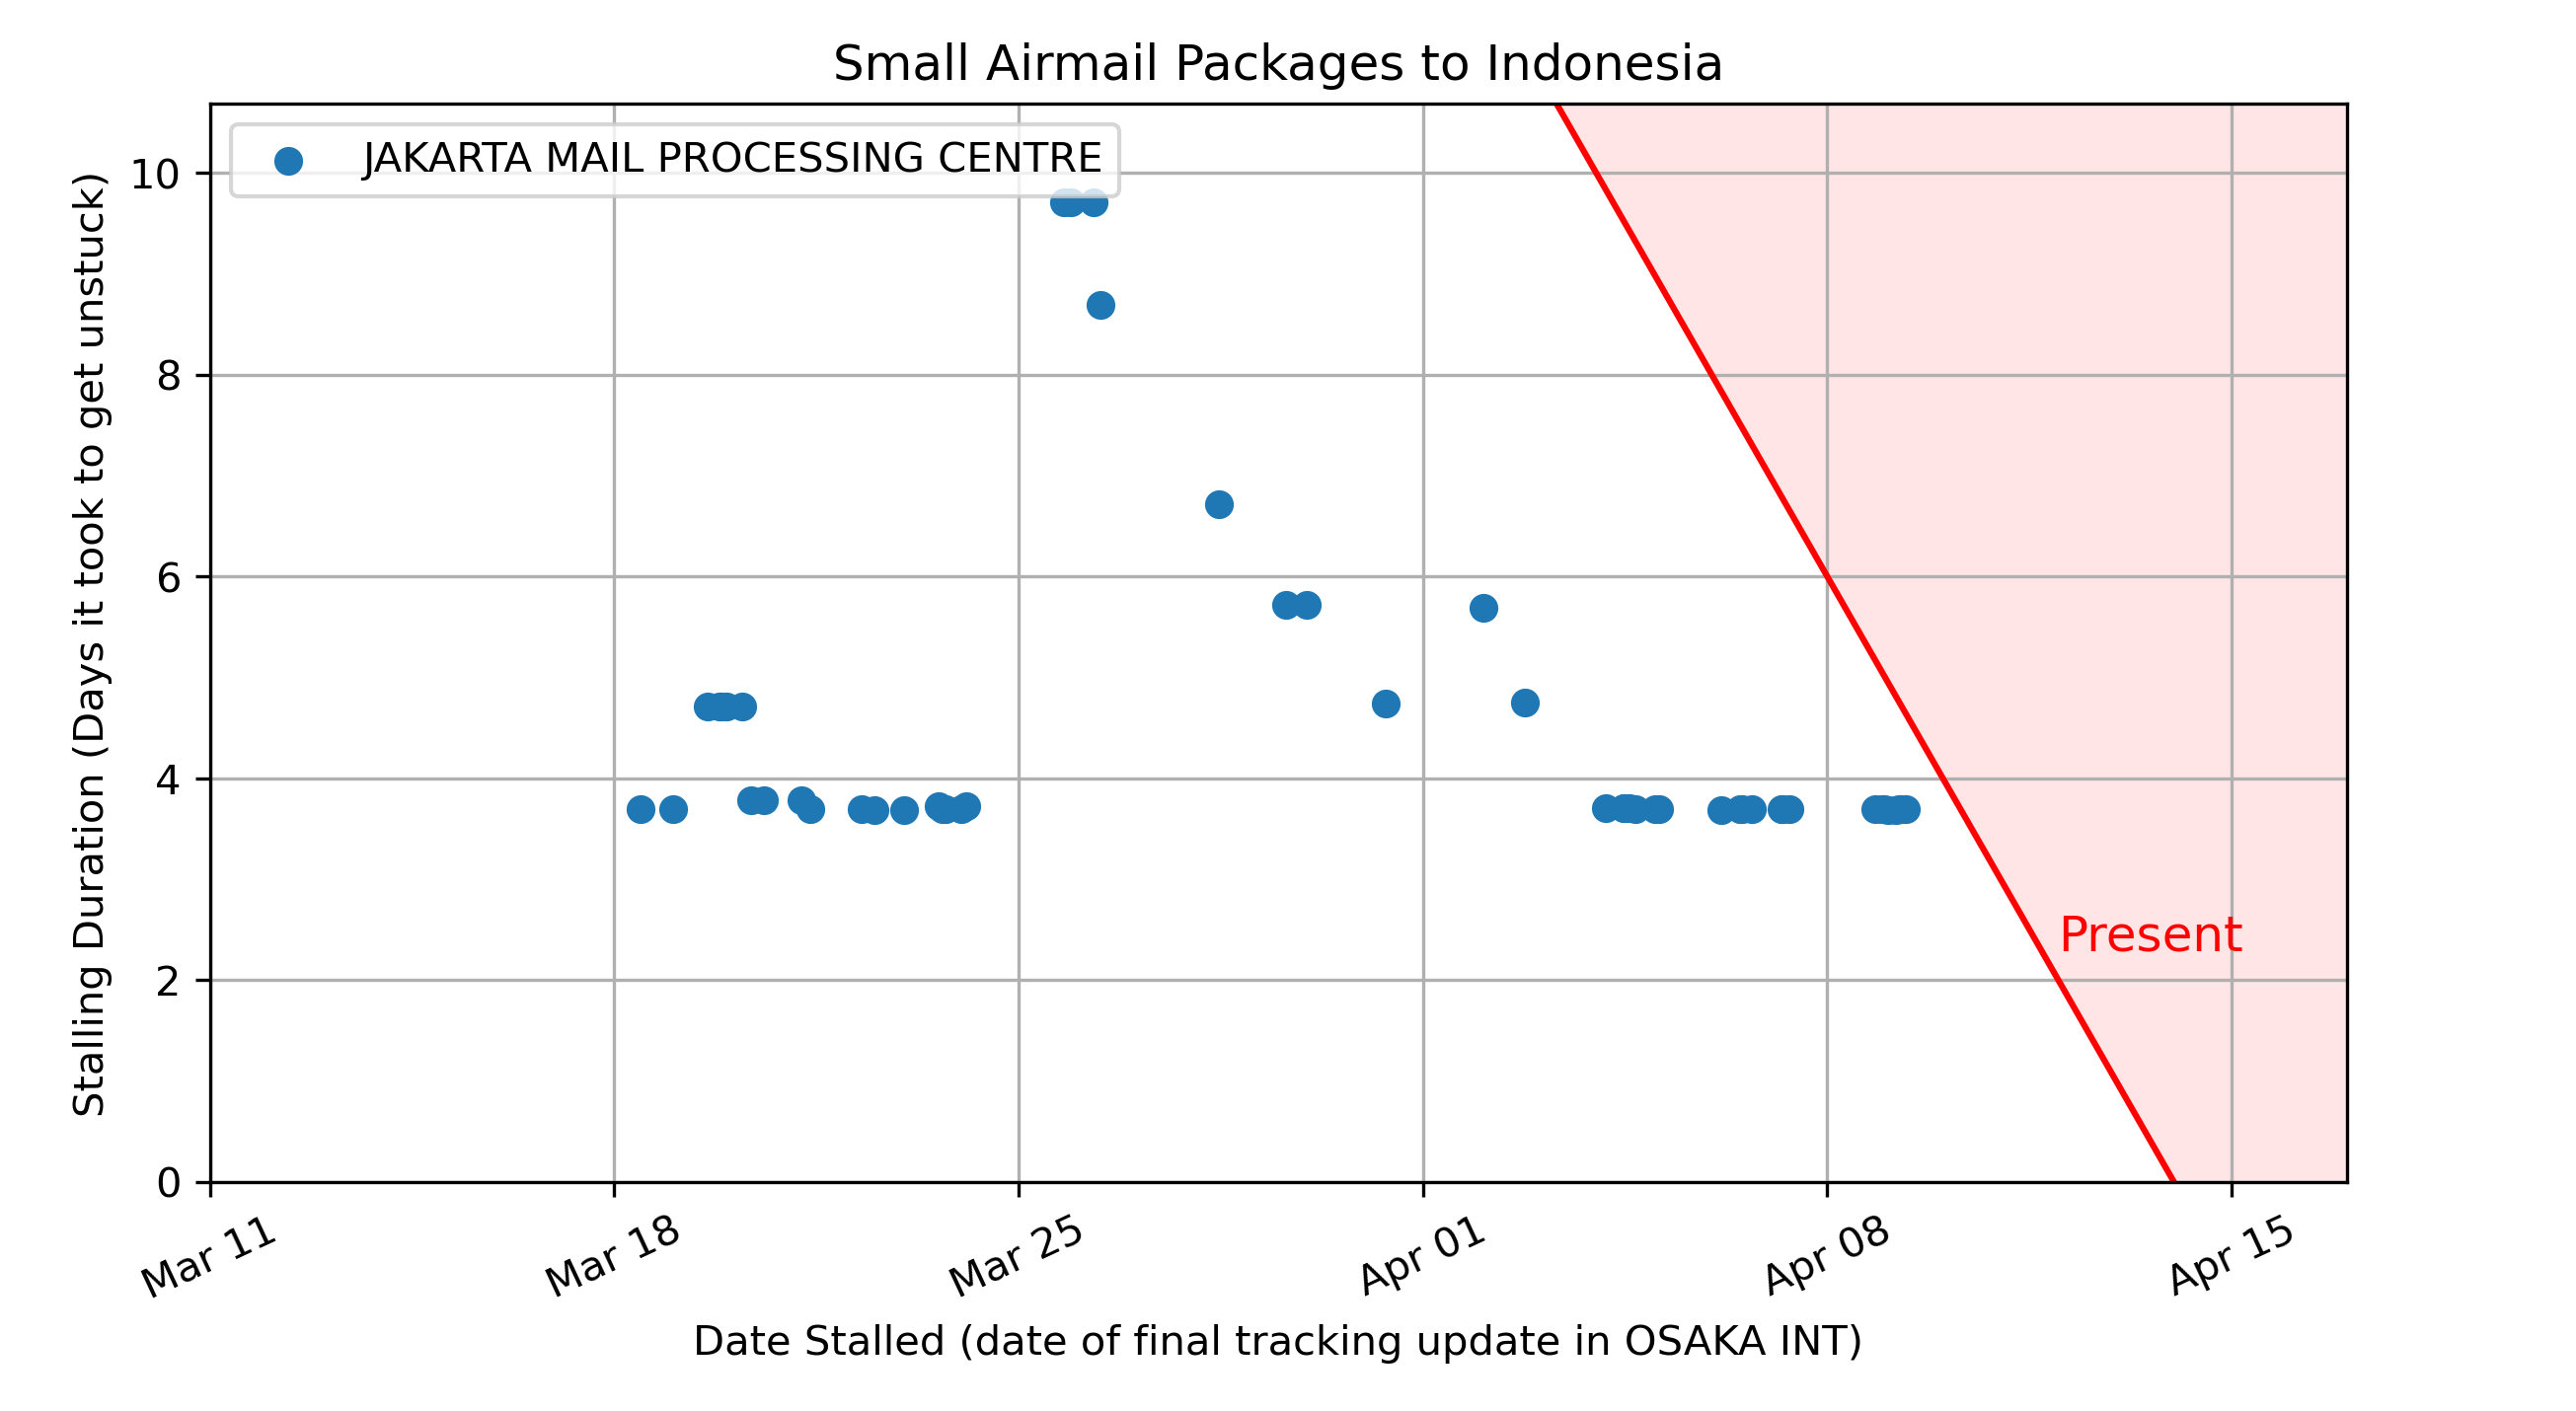 Small Airmail Packages to Indonesia
JAKARTA MAIL PROCESSING CENTRE
Stalling Duration (Days it took to get unstuck)
10
8
6
4
2
0
Present
Mar 11
Mar 18
Mar 25
Apr 01
Apr 08
Apr 15
Date Stalled (date of final tracking update in OSAKA INT)